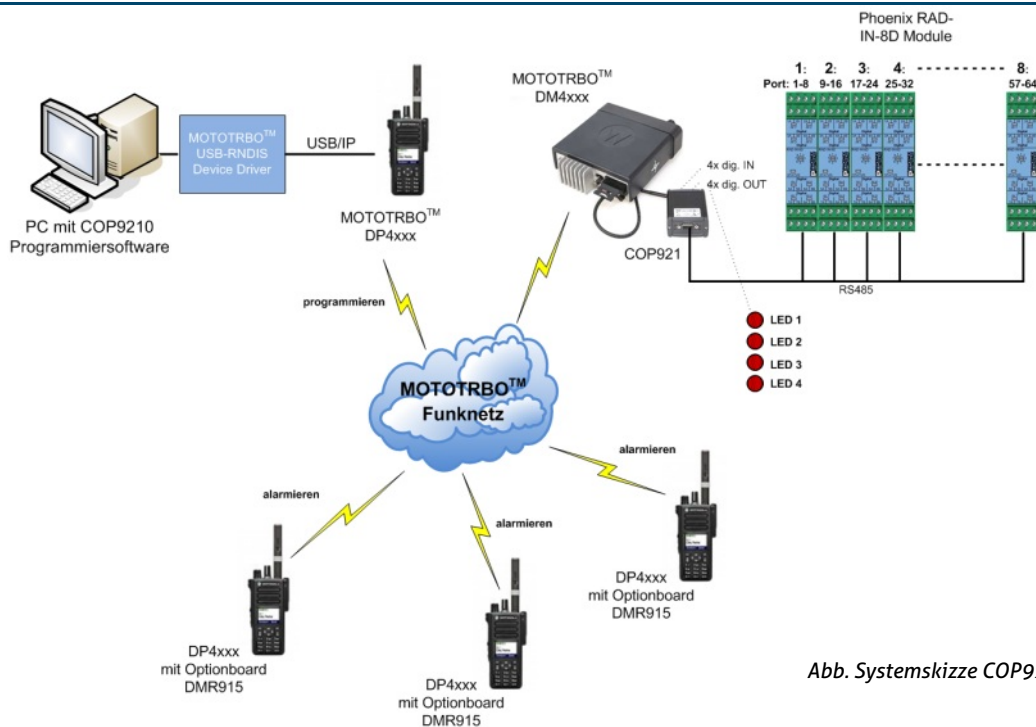 Phoenix RAD-
IN-8D Module
1: 2: 3: 4: 8:
Port: 1-8 9-16 17-24 25-32 57-64
MOTOTRBO™
DM4xxx
4x dig. IN
4x dig. OUT
COP921
RS485
LED 1
LED 2
LED 3
LED 4
MOTOTRBO™
USB-RNDIS
Device Driver
USB/IP
PC mit COP9210
Programmiersoftware
MOTOTRBO™
DP4xxx
programmieren
MOTOTRBO™
Funknetz
alarmieren
alarmieren
alarmieren
DP4xxx
mit Optionboard
DMR915
DP4xxx
mit Optionboard
DMR915
DP4xxx
mit Optionboard
DMR915
Abb. Systemskizze